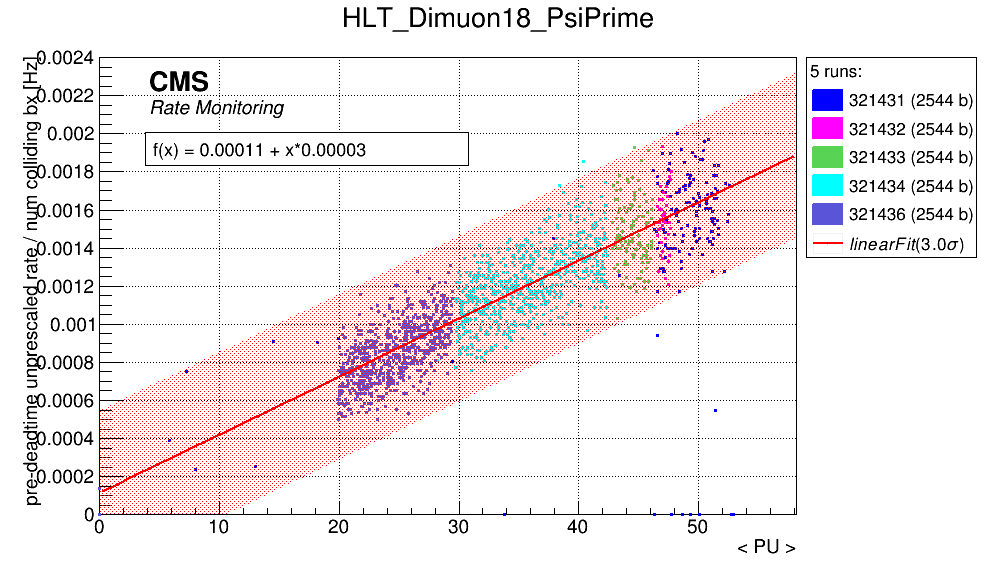 HLT_Dimuon18_PsiPrime
pre-deadtime unprescaled rate / num colliding bx [Hz]
0.0024
0.0022
0.002
0.0018
0.0016
0.0014
0.0012
0.001
0.0008
0.0006
0.0004
0.0002
0
CMS
Rate Monitoring
f(x) = 0.00011 + x*0.00003
0 10 20 30 40 50
< PU >
5 runs:
321431 (2544 b)
321432 (2544 b)
321433 (2544 b)
321434 (2544 b)
321436 (2544 b)
linearFit(3.0σ)